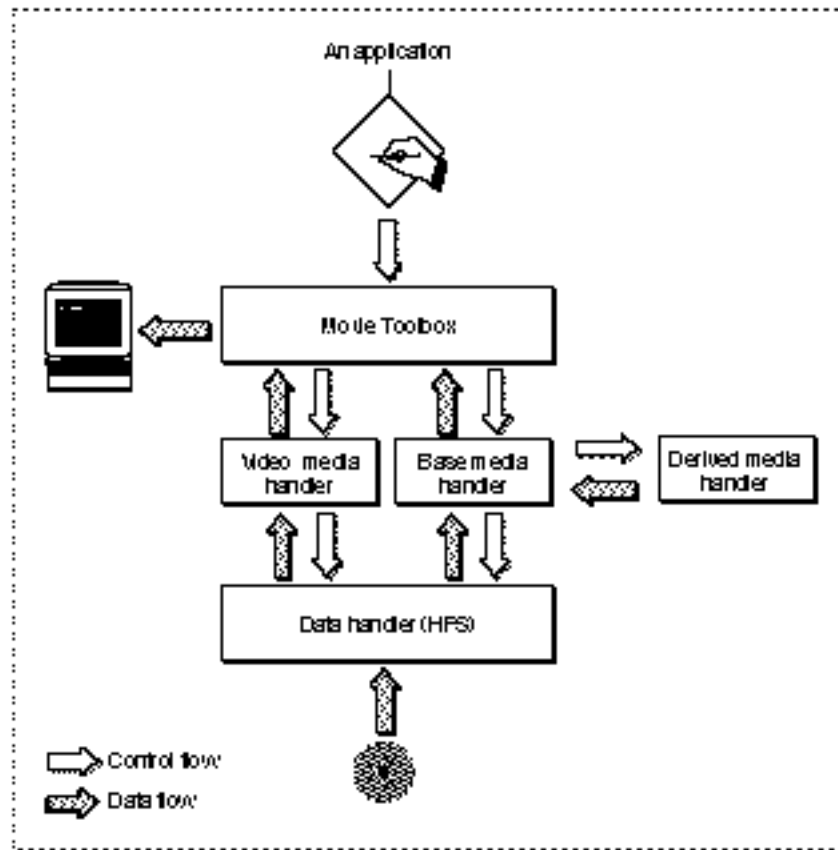 An application
Movie Toolbox
Video media
handler
Base media
handler
Derived media
handler
Data handler (HFS)
Control flow
Data flow